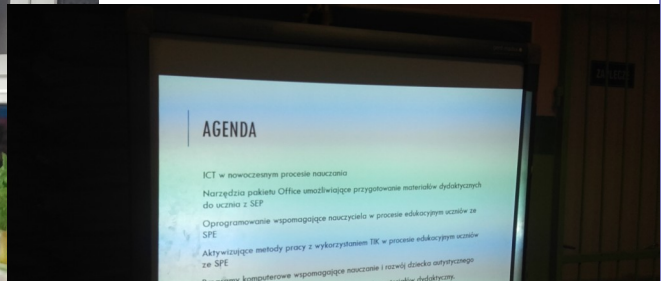 AGENDA
ICT w nowoczesnym procesie nauczania
Narzędzia pakietu Office umożliwiające przygotowanie materiałów dydaktycznych
do ucznia z SEP
Oprogramowanie wspomagające nauczyciela w procesie edukacyjnym uczniów ze
SPE
Aktywizujące metody pracy z wykorzystaniem TIK w procesie edukacyjnym uczniów
ze SPE
komputerowe wspomagające nauczanie i rozwój dziecka autystycznego
dydaktyczny.